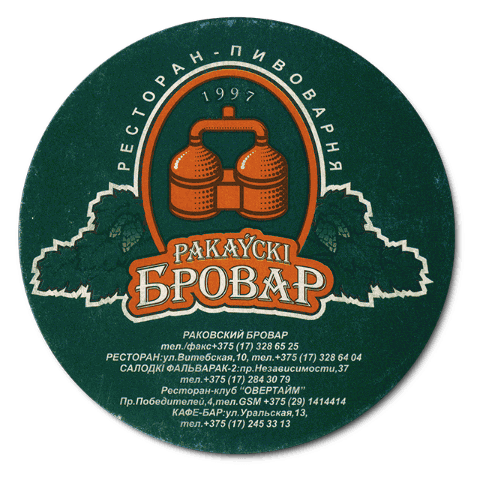 РЕСТОРАН-ПИВОВАРНЯ
1997
РАКАЎСКІ
БРОВАР
РАКОВСКИЙ БРОВАР
тел./факс+375 (17) 328 65 25
РЕСТОРАН:ул.Витебская,10, тел.+375 (17) 328 64 04
САЛОДКІ ФАЛЬВАРАК-2:пр.Независимости,37
тел.+375 (17) 284 30 79
Ресторан-клуб "ОВЕРТАЙМ"
Пр.Победителей,4,тел.GSM +375 (29) 1414414
КАФЕ-БАР:ул.Уральская,13,
тел.+375 (17) 245 33 13